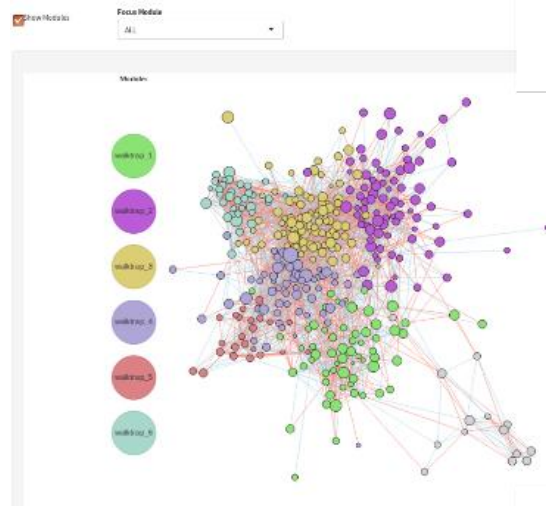 Show Modules
Focus Module
ALL
Modules
walktrap_1
walktrap_2
walktrap_3
walktrap_4
walktrap_5
walktrap_6